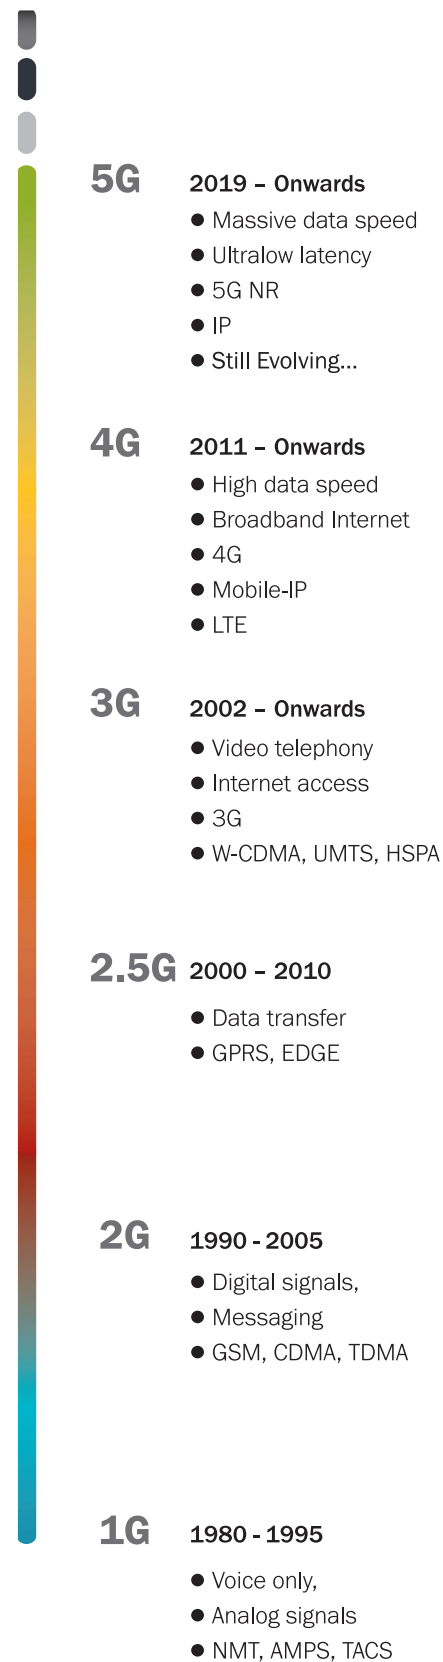 5G 2019 – Onwards
● Massive data speed
● Ultralow latency
● 5G NR
● IP
● Still Evolving...
4G 2011 – Onwards
● High data speed
● Broadband Internet
● 4G
● Mobile-IP
● LTE
3G 2002 – Onwards
● Video telephony
● Internet access
● 3G
● W-CDMA, UMTS, HSPA
2.5G 2000 – 2010
● Data transfer
● GPRS, EDGE
2G 1990 - 2005
● Digital signals,
● Messaging
● GSM, CDMA, TDMA
1G 1980 - 1995
● Voice only,
● Analog signals
● NMT, AMPS, TACS